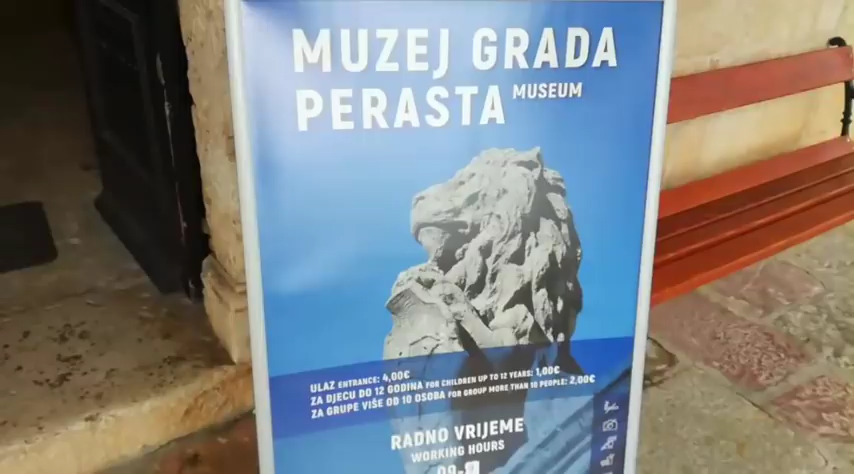 MUZEJ GRADA
PERASTA MUSEUM
ULAZ ENTRANCE: 4,00€
ZA DJECU DO 12 GODINA FOR CHILDREN UP TO 12 YEARS: 1,00€
ZA GRUPE VIŠE OD 10 OSOBA FOR GROUP MORE THAN 10 PEOPLE: 2,00€
RADNO VRIJEME
WORKING HOURS